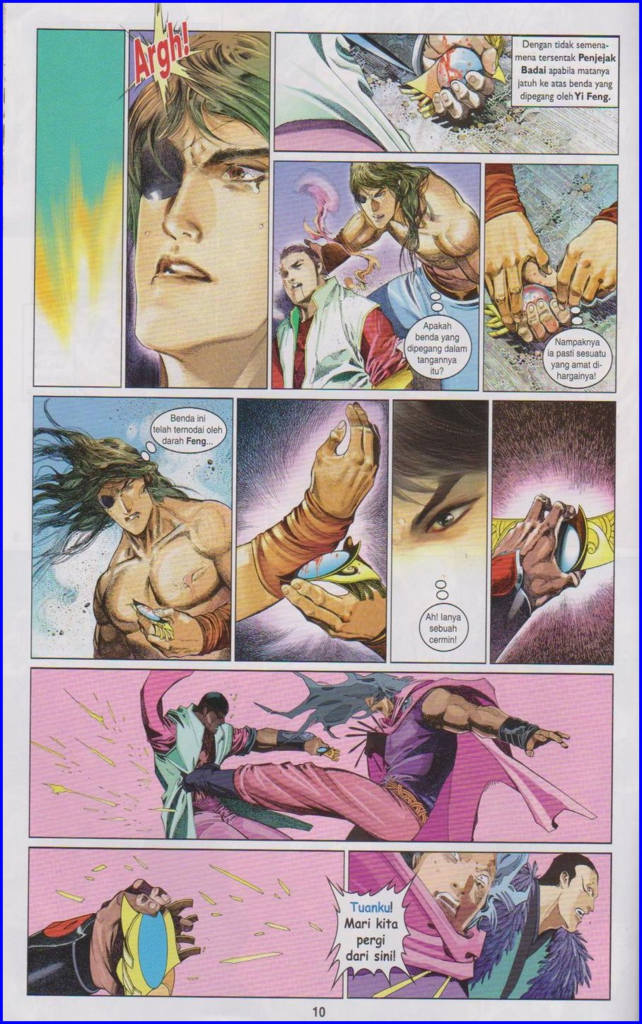 Argh!
Dengan tidak semena-
mena tersentak Penjejak
Badai apabila matanya
jatuh ke atas benda yang
dipegang oleh Yi Feng.
Apakah
benda yang
dipegang dalam
tangannya
itu?
Nampaknya
ia pasti sesuatu
yang amat di-
hargainya!
Benda ini
telah ternodai oleh
darah Feng...
Ah! Ianya
sebuah
cermin!
Tuanku!
Mari kita
pergi
dari sini!
10